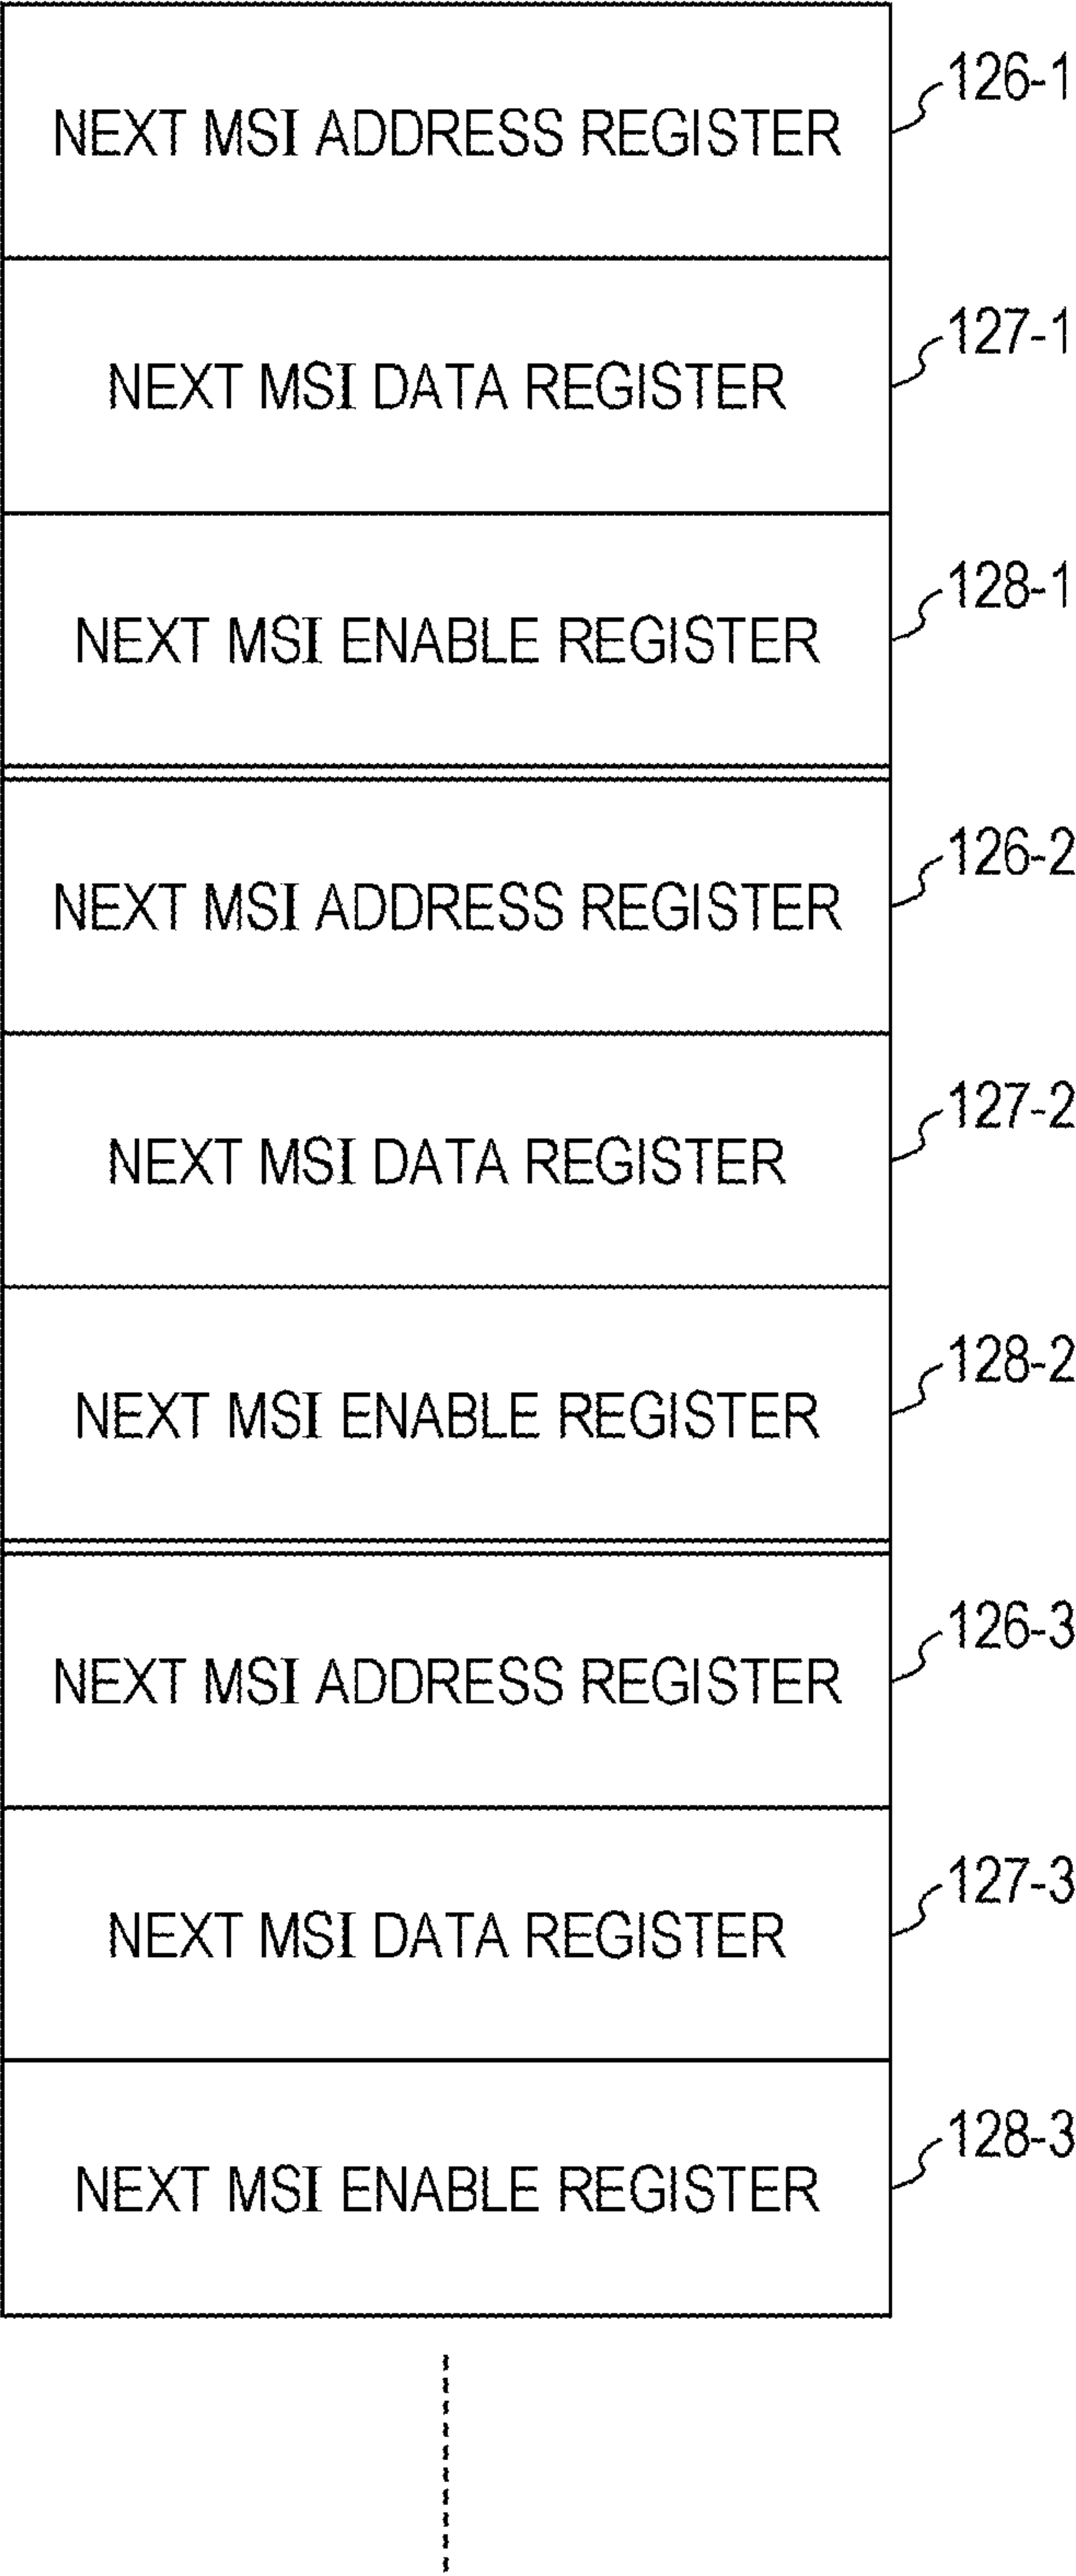 126-1
NEXT MSI ADDRESS REGISTER
127-1
NEXT MSI DATA REGISTER
128-1
NEXT MSI ENABLE REGISTER
126-2
NEXT MSI ADDRESS REGISTER
127-2
NEXT MSI DATA REGISTER
128-2
NEXT MSI ENABLE REGISTER
126-3
NEXT MSI ADDRESS REGISTER
127-3
NEXT MSI DATA REGISTER
128-3
NEXT MSI ENABLE REGISTER